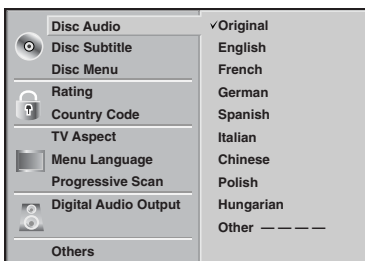 Disc Audio
Disc Subtitle
Disc Menu
Rating
Country Code
TV Aspect
Menu Language
Progressive Scan
Digital Audio Output
Others
✓Original
English
French
German
Spanish
Italian
Chinese
Polish
Hungarian
Other — — — —